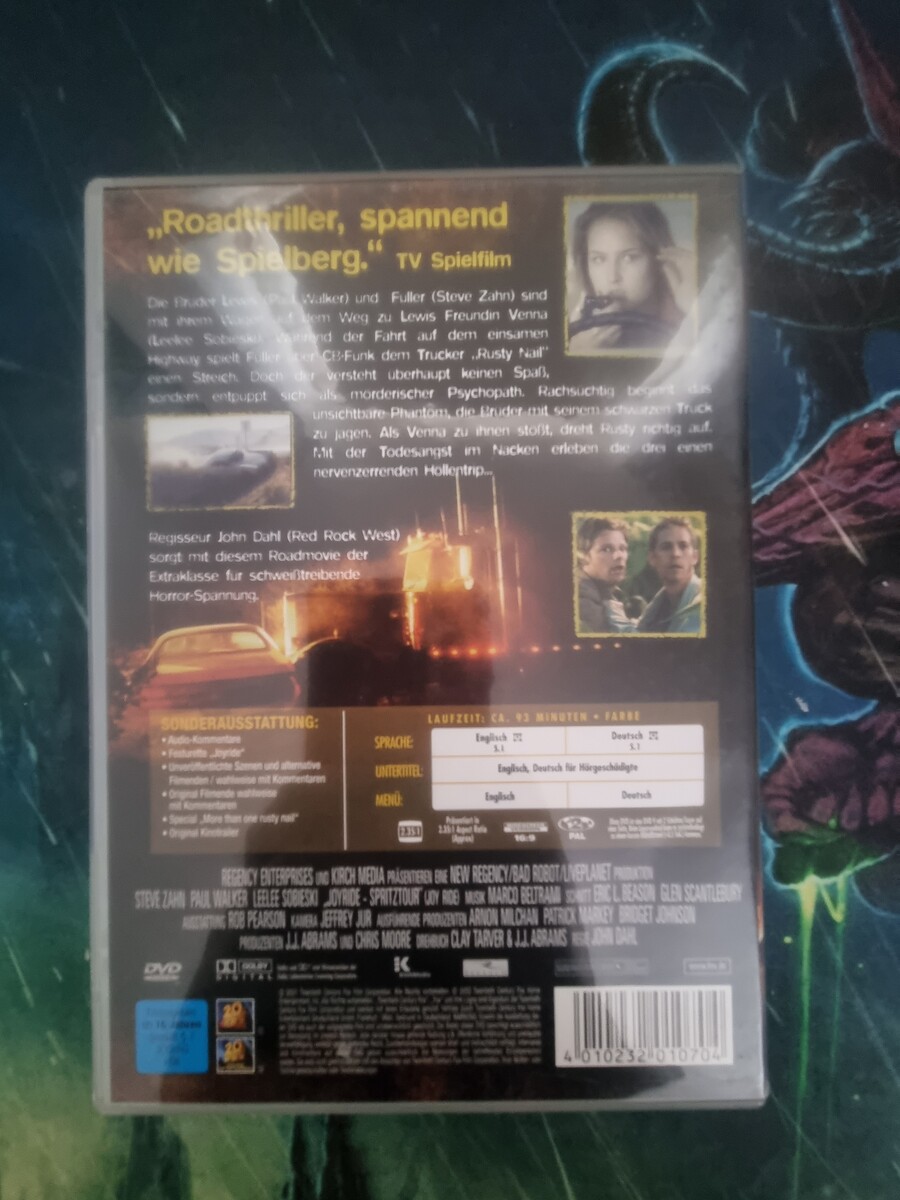 „Roadthriller, spannend
wie Spielberg.“ TV Spielfilm
Die Brüder Lewis (Paul Walker) und Fuller (Steve Zahn) sind
mit ihrem Wagen auf dem Weg zu Lewis Freundin Venna
(Leelee Sobieski). Während der Fahrt auf dem einsamen
Highway spielt Fuller über CB-Funk dem Trucker „Rusty Nail“
einen Streich. Doch der versteht überhaupt keinen Spaß,
sondern entpuppt sich als mörderischer Psychopath. Rachsüchtig beginnt das
unsichtbare Phantom, die Brüder mit seinem schwarzen Truck
zu jagen. Als Venna zu ihnen stößt, dreht Rusty richtig auf.
Mit der Todesangst im Nacken erleben die drei einen
nervenzerrenden Höllentrip...
Regisseur John Dahl (Red Rock West)
sorgt mit diesem Roadmovie der
Extraklasse für schweißtreibende
Horror-Spannung.
SONDERAUSSTATTUNG:
• Audio-Kommentare
• Featurette „Joyride“
• Unveröffentlichte Szenen und alternative
Filmenden / wahlweise mit Kommentaren
• Original Filmende wahlweise
mit Kommentaren
• Special „More than one rusty nail“
• Original Kinotrailer
LAUFZEIT: CA. 93 MINUTEN • FARBE
SPRACHE: Englisch 5.1 Deutsch 5.1
UNTERTITEL: Englisch, Deutsch für Hörgeschädigte
MENÜ: Englisch Deutsch
2.35:1 Präsentiert in 2.35:1 Aspect Ratio (Approx) 16:9 PAL
REGENCY ENTERPRISES UND KIRCH MEDIA PRÄSENTIEREN EINE NEW REGENCY/BAD ROBOT/LIVEPLANET PRODUKTION
STEVE ZAHN PAUL WALKER LEELEE SOBIESKI „JOYRIDE - SPRITZTOUR“ (JOY RIDE) MUSIK MARCO BELTRAMI SCHNITT ERIC L. BEASON GLEN SCANTLEBURY
AUSSTATTUNG ROB PEARSON KAMERA JEFFREY JUR AUSFÜHRENDE PRODUZENTEN ARNON MILCHAN PATRICK MARKEY BRIDGET JOHNSON
PRODUZENTEN J.J. ABRAMS UND CHRIS MOORE DREHBUCH CLAY TARVER & J.J. ABRAMS REGIE JOHN DAHL
DVD DOLBY DIGITAL
4 010232 010704